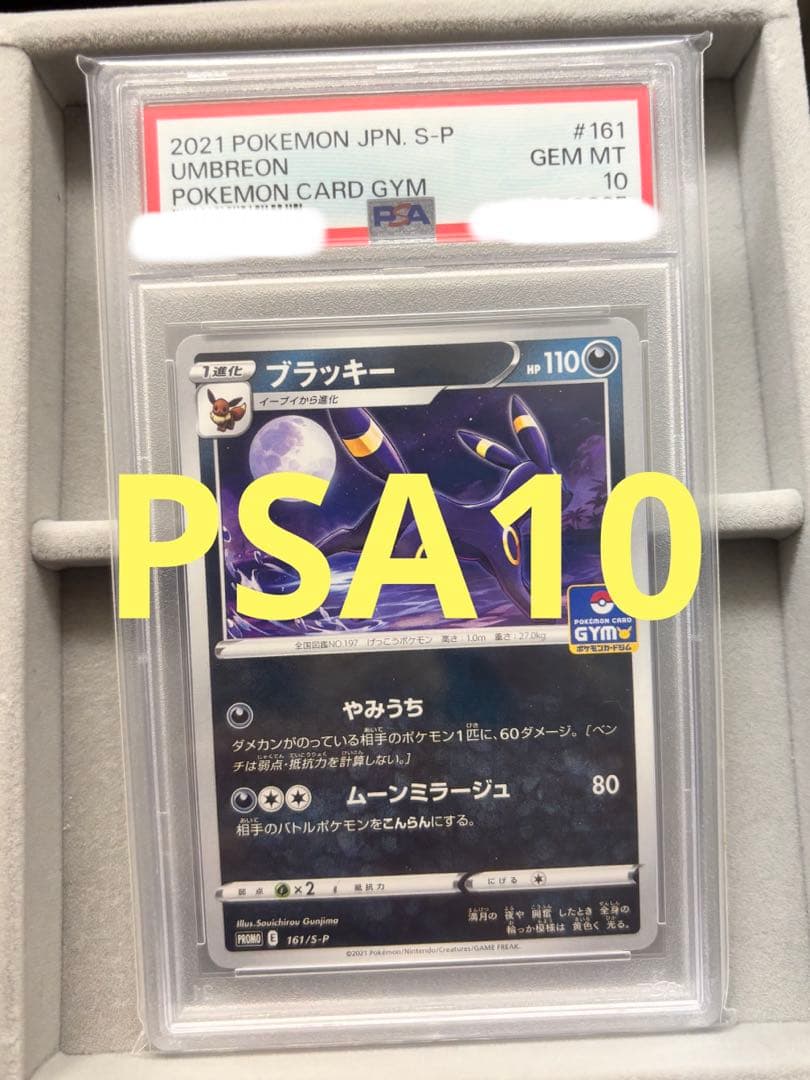 2021 POKEMON JPN. S-P #161
UMBREON GEM MT
POKEMON CARD GYM 10
PSA
1進化 ブラッキー HP 110
イーブイから進化
PSA10
全国図鑑NO.197 げっこうポケモン 高さ:1.0m 重さ:27.0kg
POKÉMON CARD
GYM
ポケモンカードジム
やみうち
ダメカンがのっている相手のポケモン1匹に、60ダメージ。[ベン
チは弱点・抵抗力を計算しない。]
ムーンミラージュ 80
相手のバトルポケモンをこんらんにする。
弱点 ×2 抵抗力 にげる
満月の 夜や 興奮 したとき 全身の
輪っか模様は 黄色く 光る。
Illus. Souichirou Gunjima
PROMO E 161/S-P
©2021 Pokémon/Nintendo/Creatures/GAME FREAK.